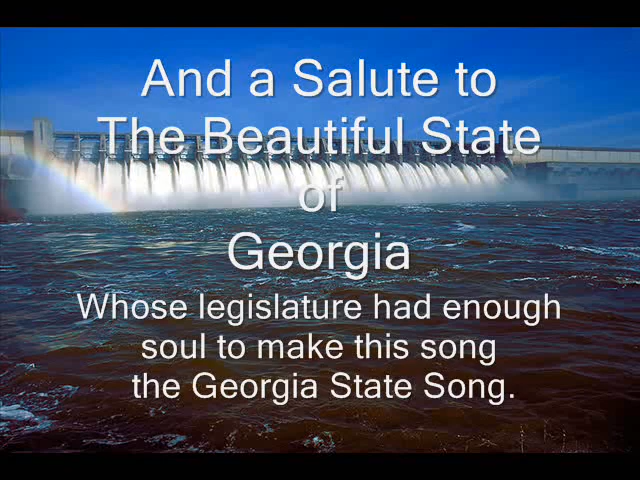 And a Salute to
The Beautiful State
of
Georgia
Whose legislature had enough
soul to make this song
the Georgia State Song.